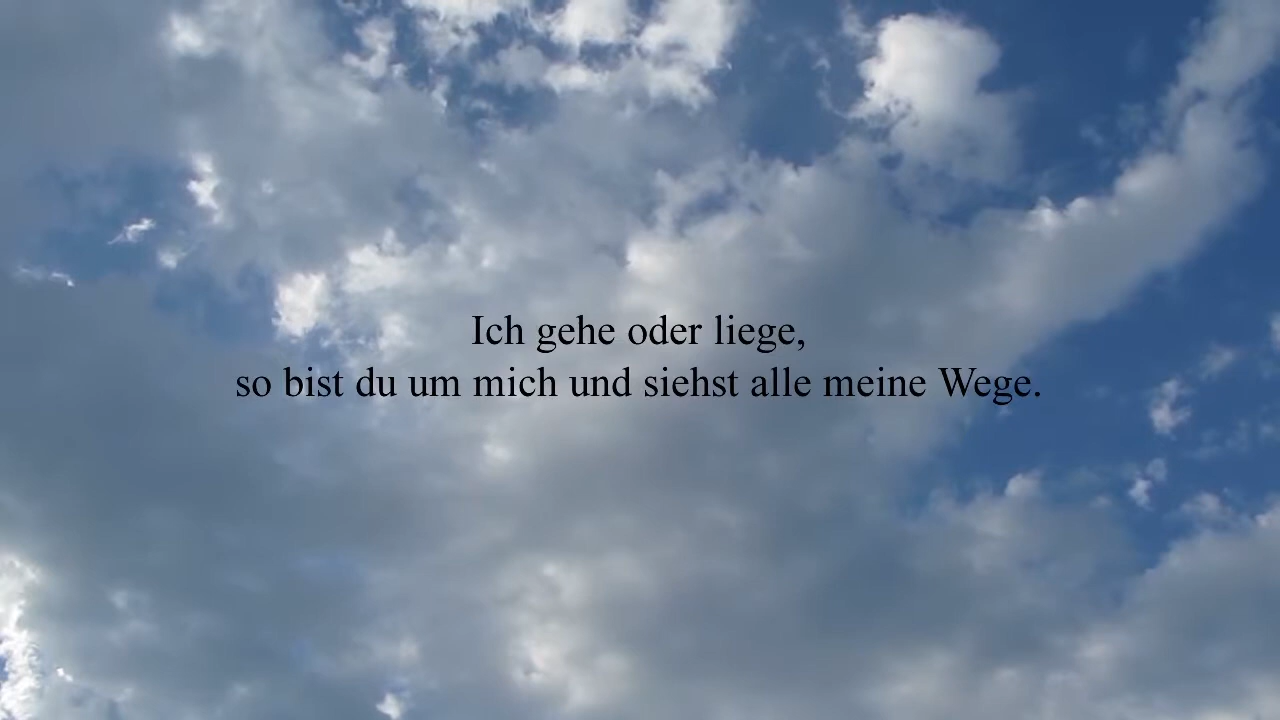 Ich gehe oder liege,
so bist du um mich und siehst alle meine Wege.